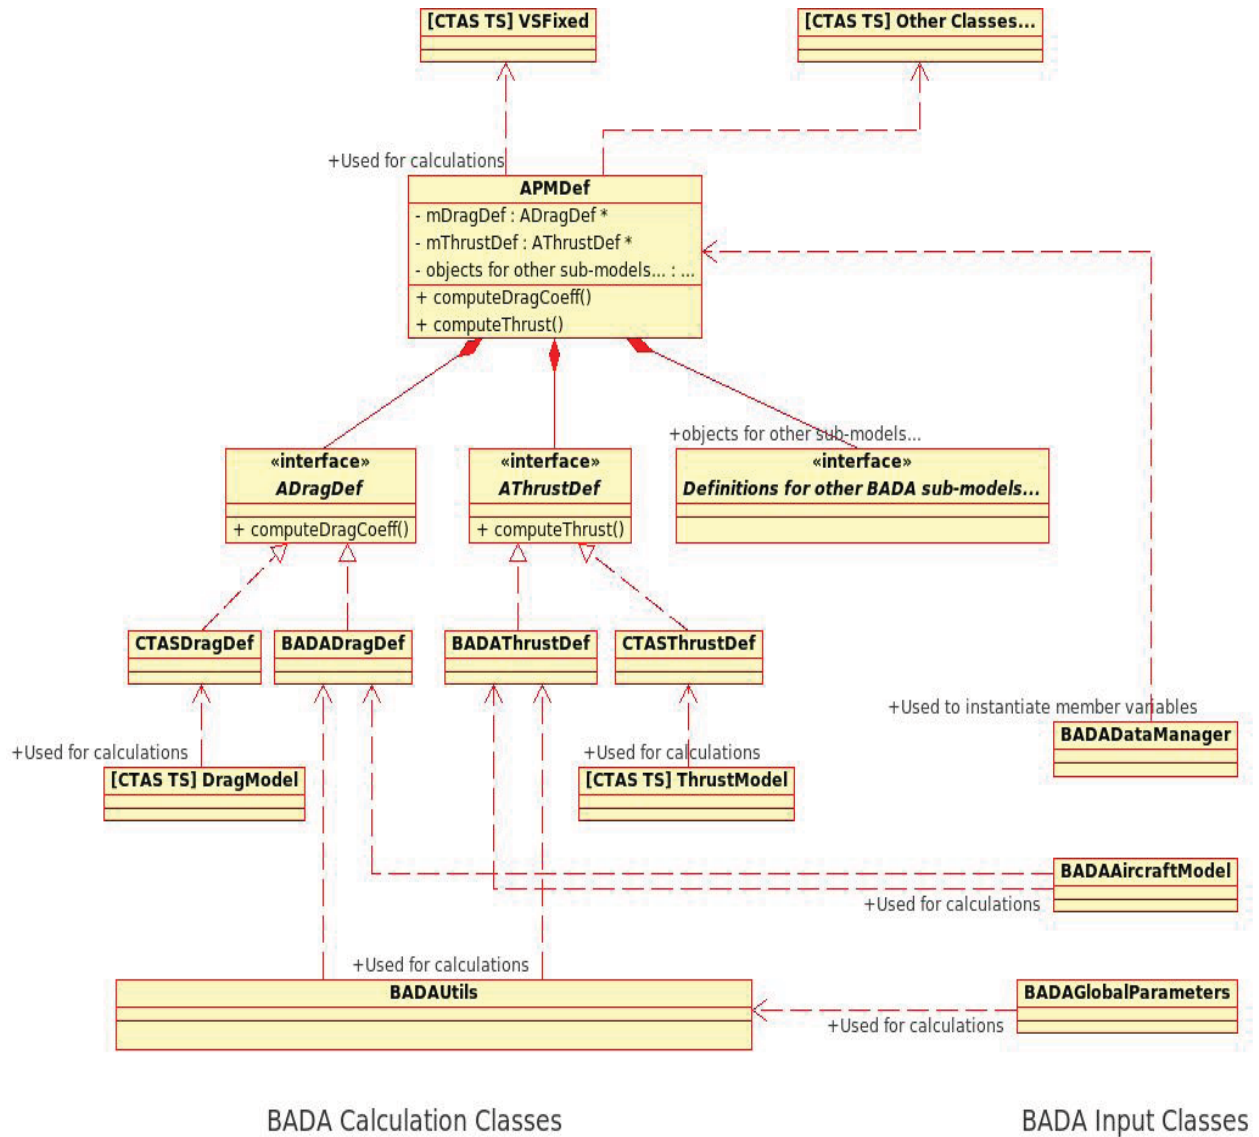 [CTAS TS] VSFixed
[CTAS TS] Other Classes...
+Used for calculations
APMDef
- mDragDef : ADragDef *
- mThrustDef : AThrustDef *
- objects for other sub-models... : ...
+ computeDragCoeff()
+ computeThrust()
+objects for other sub-models...
«interface»
ADragDef
+ computeDragCoeff()
«interface»
AThrustDef
+ computeThrust()
«interface»
Definitions for other BADA sub-models...
CTASDragDef
BADADragDef
BADAThrustDef
CTASThrustDef
+Used to instantiate member variables
BADADataManager
+Used for calculations
[CTAS TS] DragModel
+Used for calculations
[CTAS TS] ThrustModel
BADAAircraftModel
+Used for calculations
+Used for calculations
BADAUtils
BADAGlobalParameters
+Used for calculations
BADA Calculation Classes
BADA Input Classes